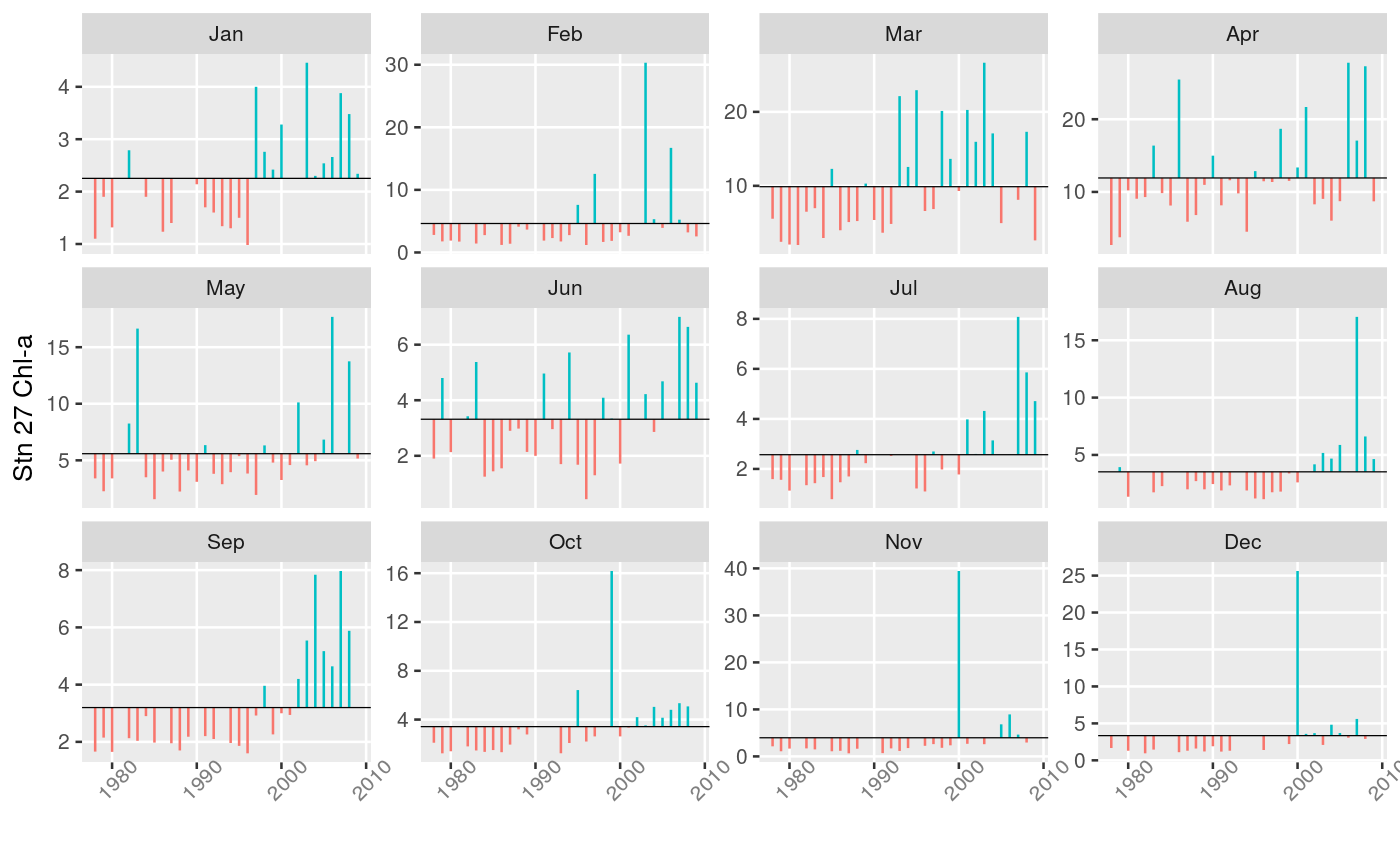 Jan Feb Mar Apr
4 30 20 20
3 20
2 10 10 10
1 0
May Jun Jul Aug
Stn 27 Chl-a
15 6 8 15
10 4 6 10
5 2 4 5
2
Sep Oct Nov Dec
8 16 40 25
6 12 30 20
4 8 20 15
2 4 10 10
0 5
0
1980 1990 2000 2010 1980 1990 2000 2010 1980 1990 2000 2010 1980 1990 2000 2010